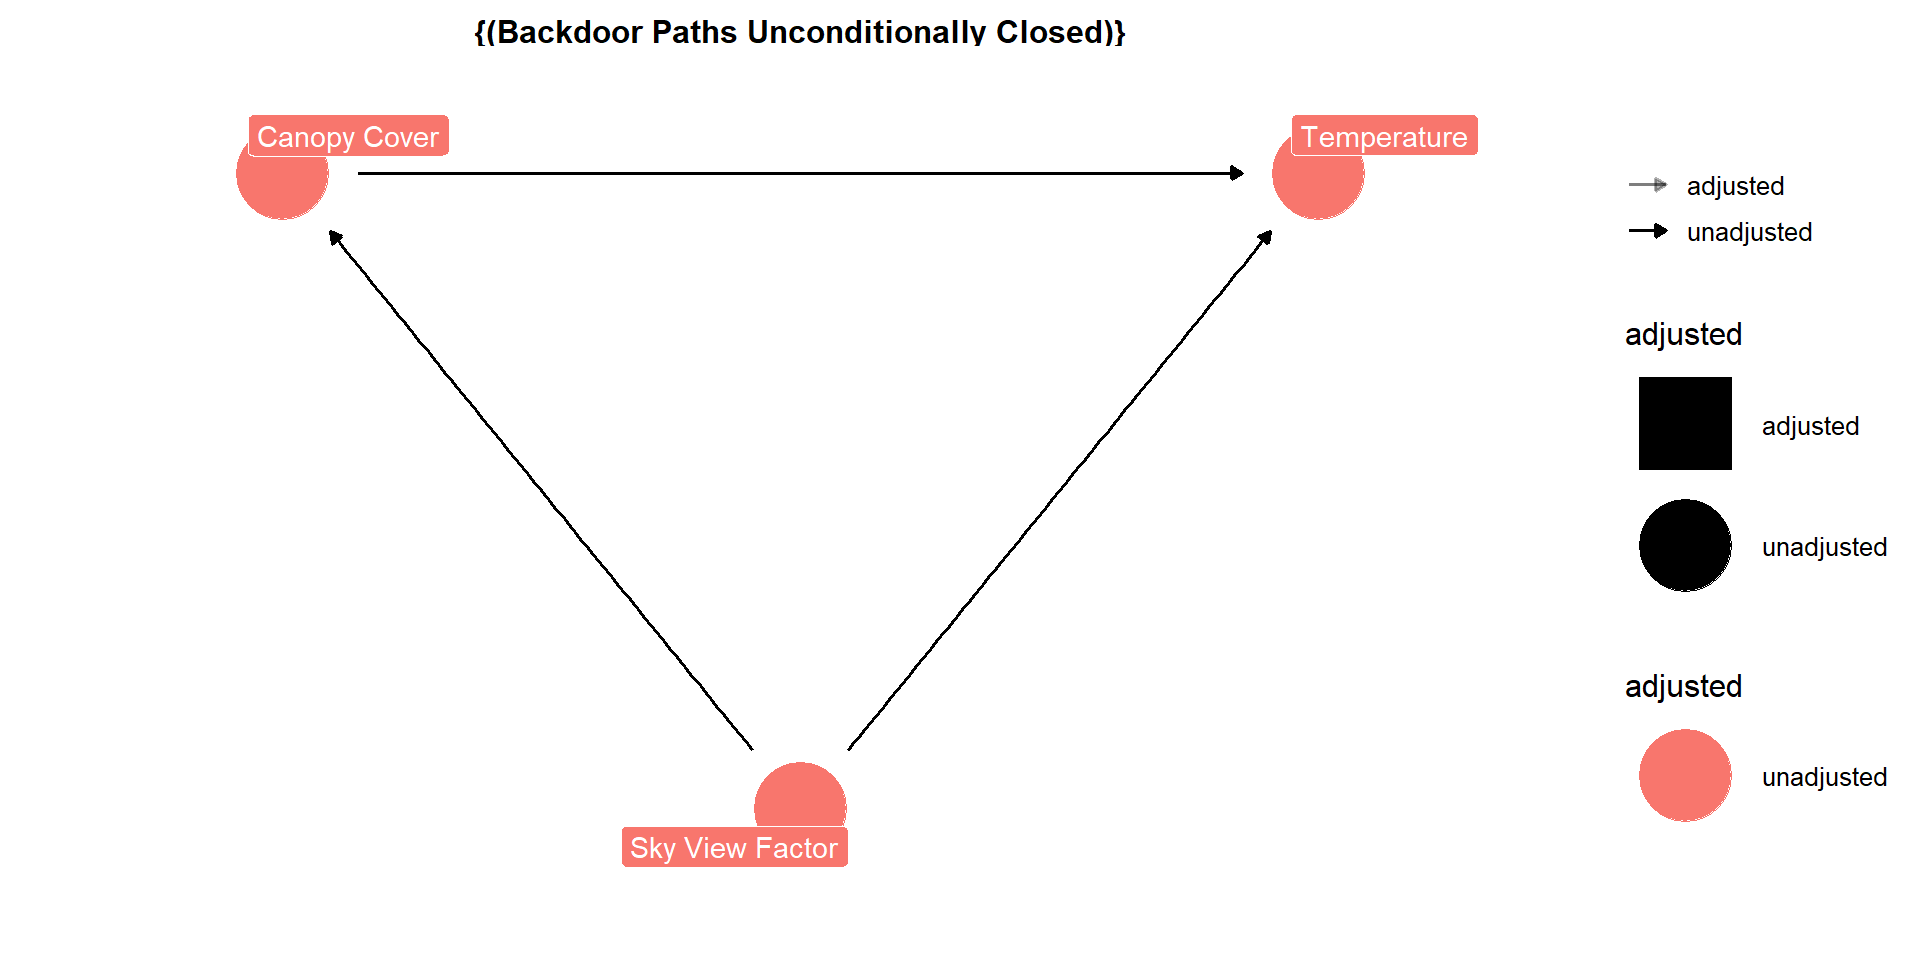 {(Backdoor Paths Unconditionally Closed)}
Canopy Cover
Temperature
Sky View Factor
adjusted
unadjusted
adjusted
adjusted
unadjusted
adjusted
unadjusted